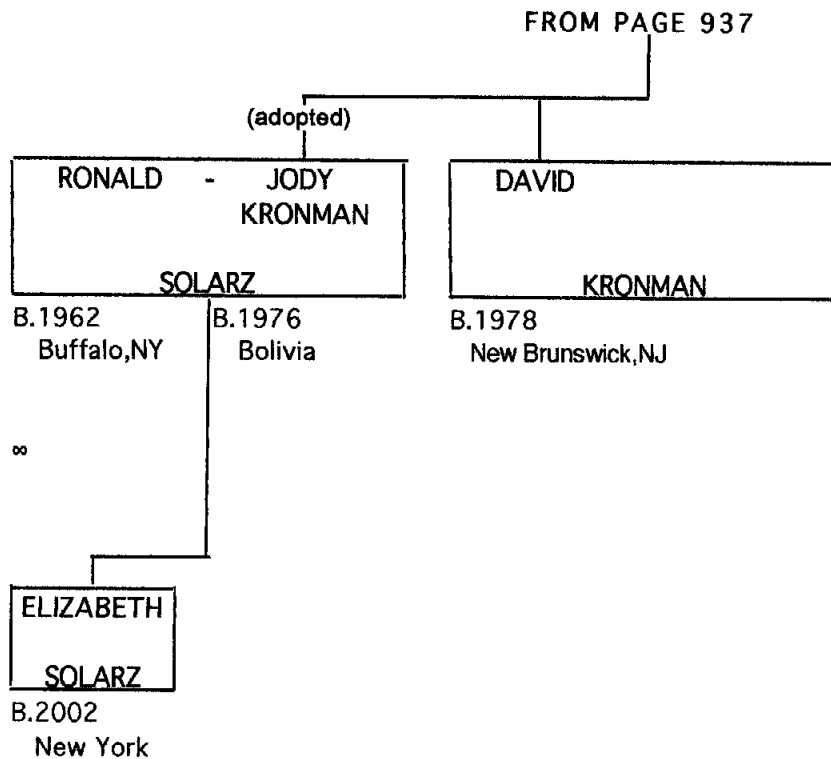 FROM PAGE 937
(adopted)
RONALD - JODY
KRONMAN
SOLARZ
DAVID
KRONMAN
B.1962
Buffalo,NY
B.1976
Bolivia
B.1978
New Brunswick,NJ
∞
ELIZABETH
SOLARZ
B.2002
New York